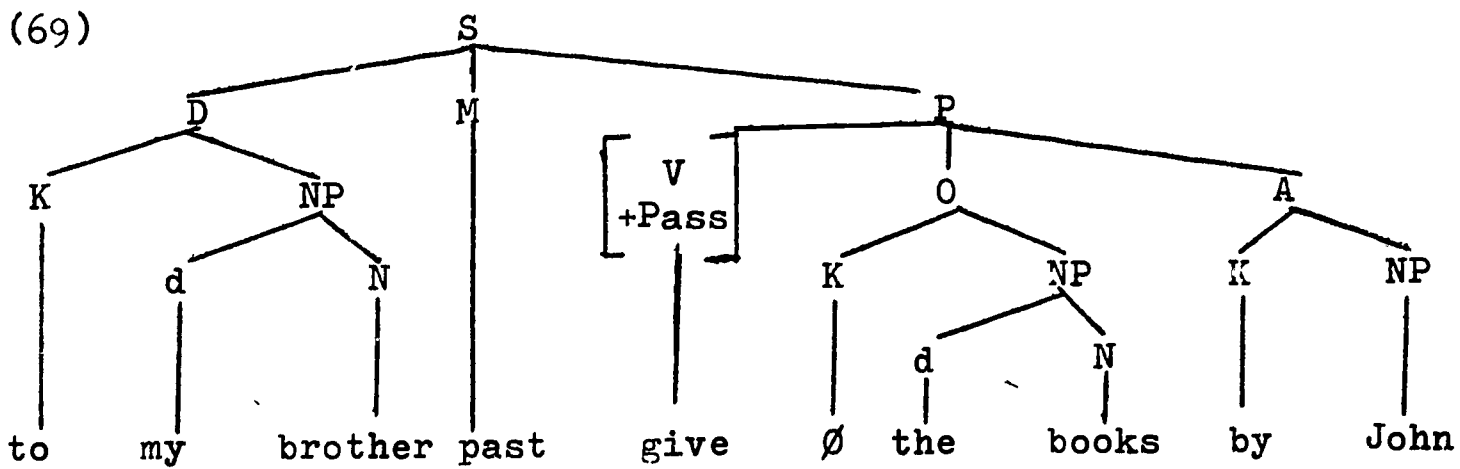 (69)
S
D M P
K NP V O A
+Pass
d N K NP K NP
d N
to my brother past give Ø the books by John